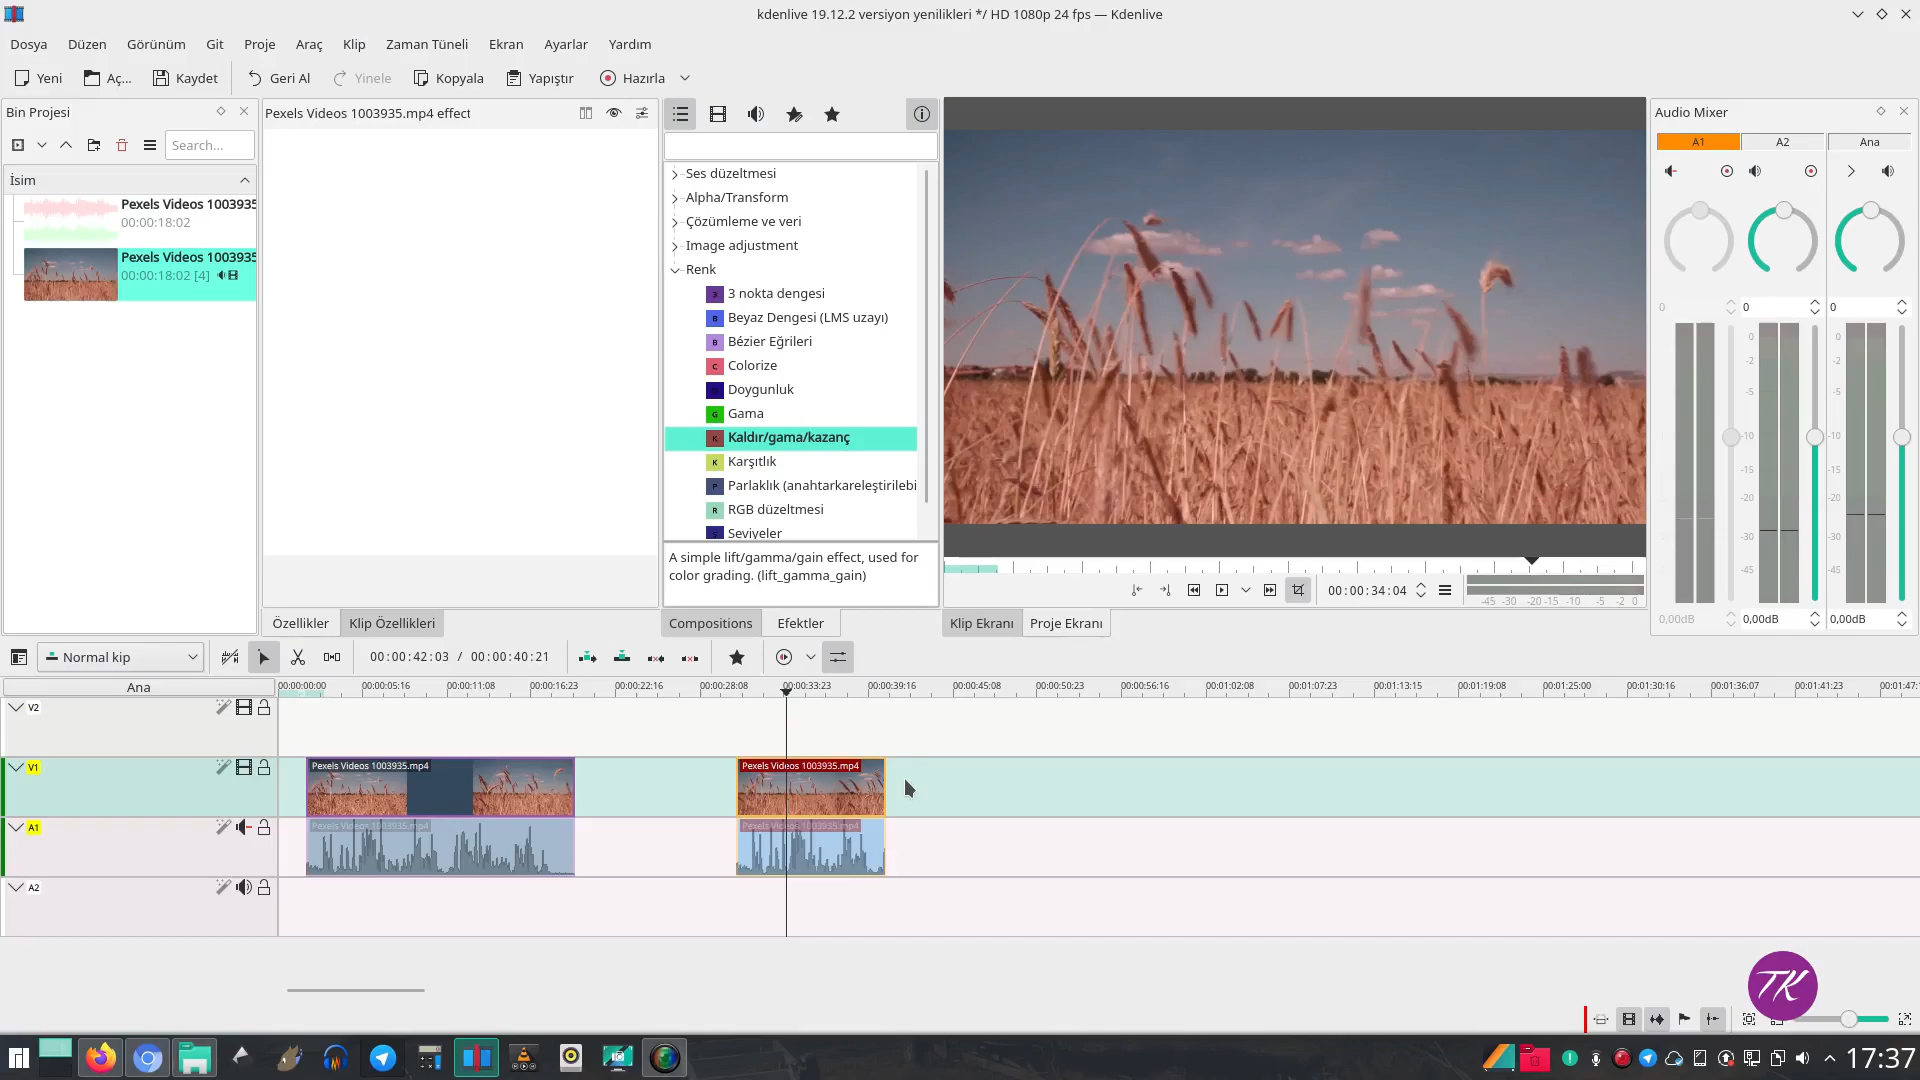 kdenlive 19.12.2 versiyon yenilikleri */ HD 1080p 24 fps — Kdenlive
Dosya Düzen Görünüm Git Proje Araç Klip Zaman Tüneli Ekran Ayarlar Yardım
Yeni Aç... Kaydet Geri Al Yinele Kopyala Yapıştır Hazırla
Bin Projesi
Search...
İsim
Pexels Videos 1003935
00:00:18:02
Pexels Videos 1003935
00:00:18:02 [4]
Pexels Videos 1003935.mp4 effect
Ses düzeltmesi
Alpha/Transform
Çözümleme ve veri
Image adjustment
Renk
3 nokta dengesi
Beyaz Dengesi (LMS uzayı)
Bézier Eğrileri
Colorize
Doygunluk
Gama
Kaldır/gama/kazanç
Karşıtlık
Parlaklık (anahtarkareleştirilebi
RGB düzeltmesi
Seviyeler
A simple lift/gamma/gain effect, used for
color grading. (lift_gamma_gain)
Özellikler Klip Özellikleri
Compositions Efektler
00:00:34:04
-45 -30 -20 -15 -10 -5 -2 0
Klip Ekranı Proje Ekranı
Audio Mixer
A1 A2 Ana
0 0 0
0 0
-2 -2
-5 -5
-10 -10
-15 -15
-20 -20
-30 -30
-45 -45
0,00dB 0,00dB 0,00dB
Normal kip
00:00:42:03 / 00:00:40:21
Ana
00:00:00:00 00:00:05:16 00:00:11:08 00:00:16:23 00:00:22:16 00:00:28:08 00:00:33:23 00:00:39:16 00:00:45:08 00:00:50:23 00:00:56:16 00:01:02:08 00:01:07:23 00:01:13:15 00:01:19:08 00:01:25:00 00:01:30:16 00:01:36:07 00:01:41:23 00:01:47:
V2
V1
Pexels Videos 1003935.mp4 Pexels Videos 1003935.mp4
A1
Pexels Videos 1003935.mp4 Pexels Videos 1003935.mp4
A2
TK
17:37